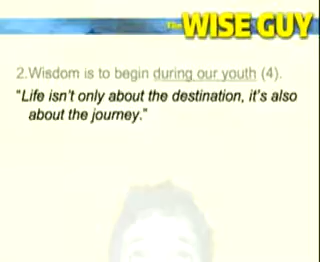 The WISE GUY
2.Wisdom is to begin during our youth (4).
"Life isn't only about the destination, it's also
about the journey."